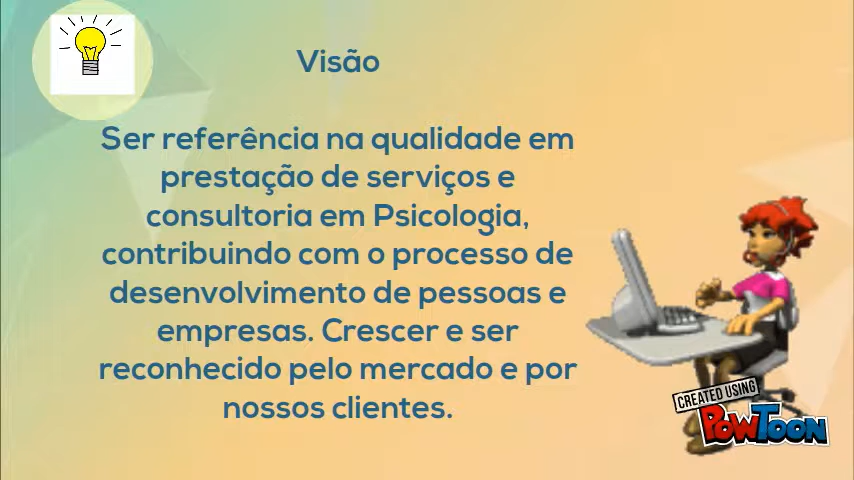 Visão
Ser referência na qualidade em
prestação de serviços e
consultoria em Psicologia,
contribuindo com o processo de
desenvolvimento de pessoas e
empresas. Crescer e ser
reconhecido pelo mercado e por
nossos clientes.
CREATED USING
POWTOON